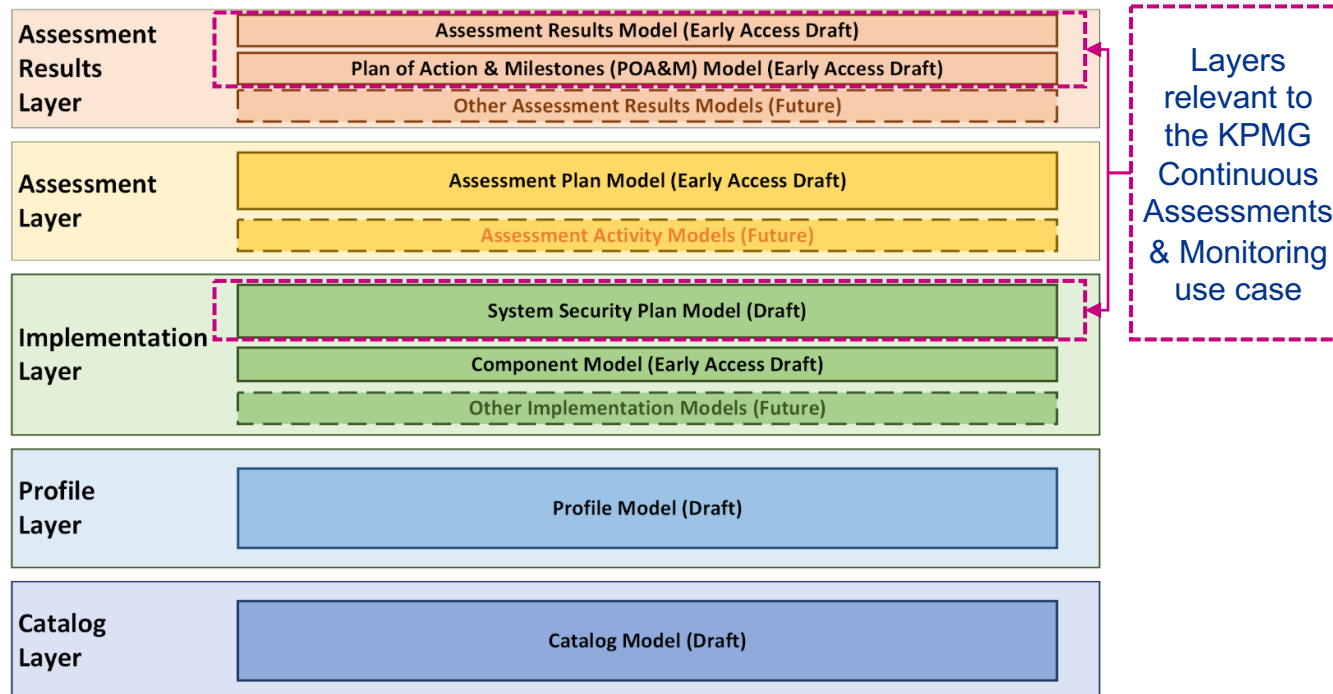 Assessment
Results
Layer
Assessment Results Model (Early Access Draft)
Plan of Action & Milestones (POA&M) Model (Early Access Draft)
Other Assessment Results Models (Future)
Assessment
Layer
Assessment Plan Model (Early Access Draft)
Assessment Activity Models (Future)
Implementation
Layer
System Security Plan Model (Draft)
Component Model (Early Access Draft)
Other Implementation Models (Future)
Profile
Layer
Profile Model (Draft)
Catalog
Layer
Catalog Model (Draft)
Layers
relevant to
the KPMG
Continuous
Assessments
& Monitoring
use case